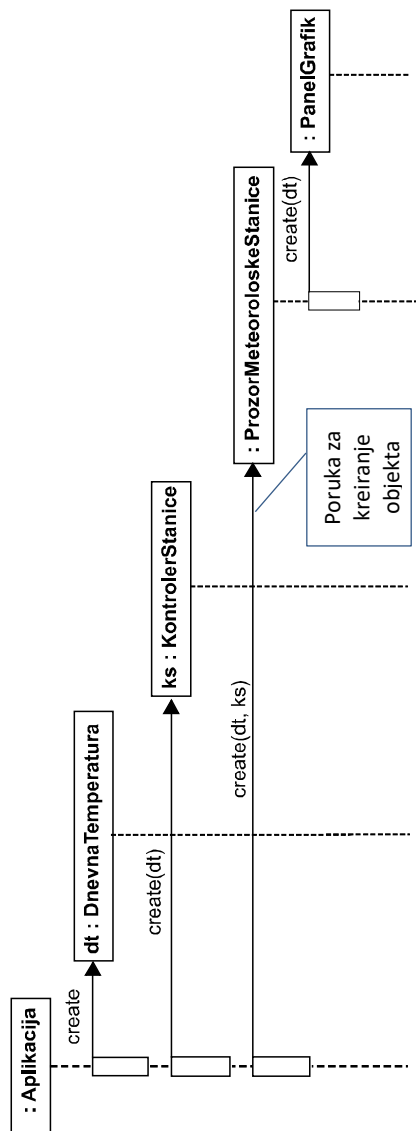 : Aplikacija
create
dt : DnevnaTemperatura
create(dt)
ks : KontrolerStanice
create(dt, ks)
: ProzorMeteoroloskeStanice
create(dt)
: PanelGrafik
Poruka za
kreiranje
objekta